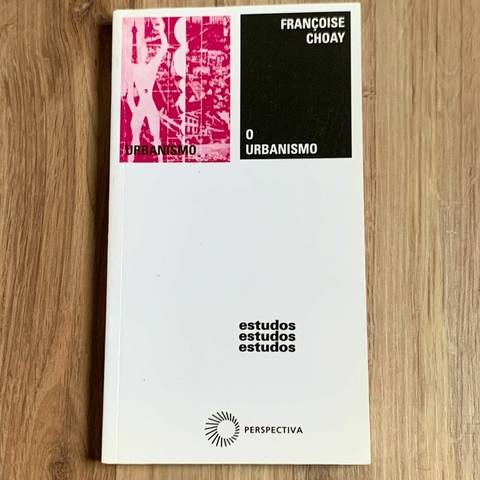 FRANÇOISE
CHOAY
URBANISMO
O
URBANISMO
estudos
estudos
estudos
PERSPECTIVA